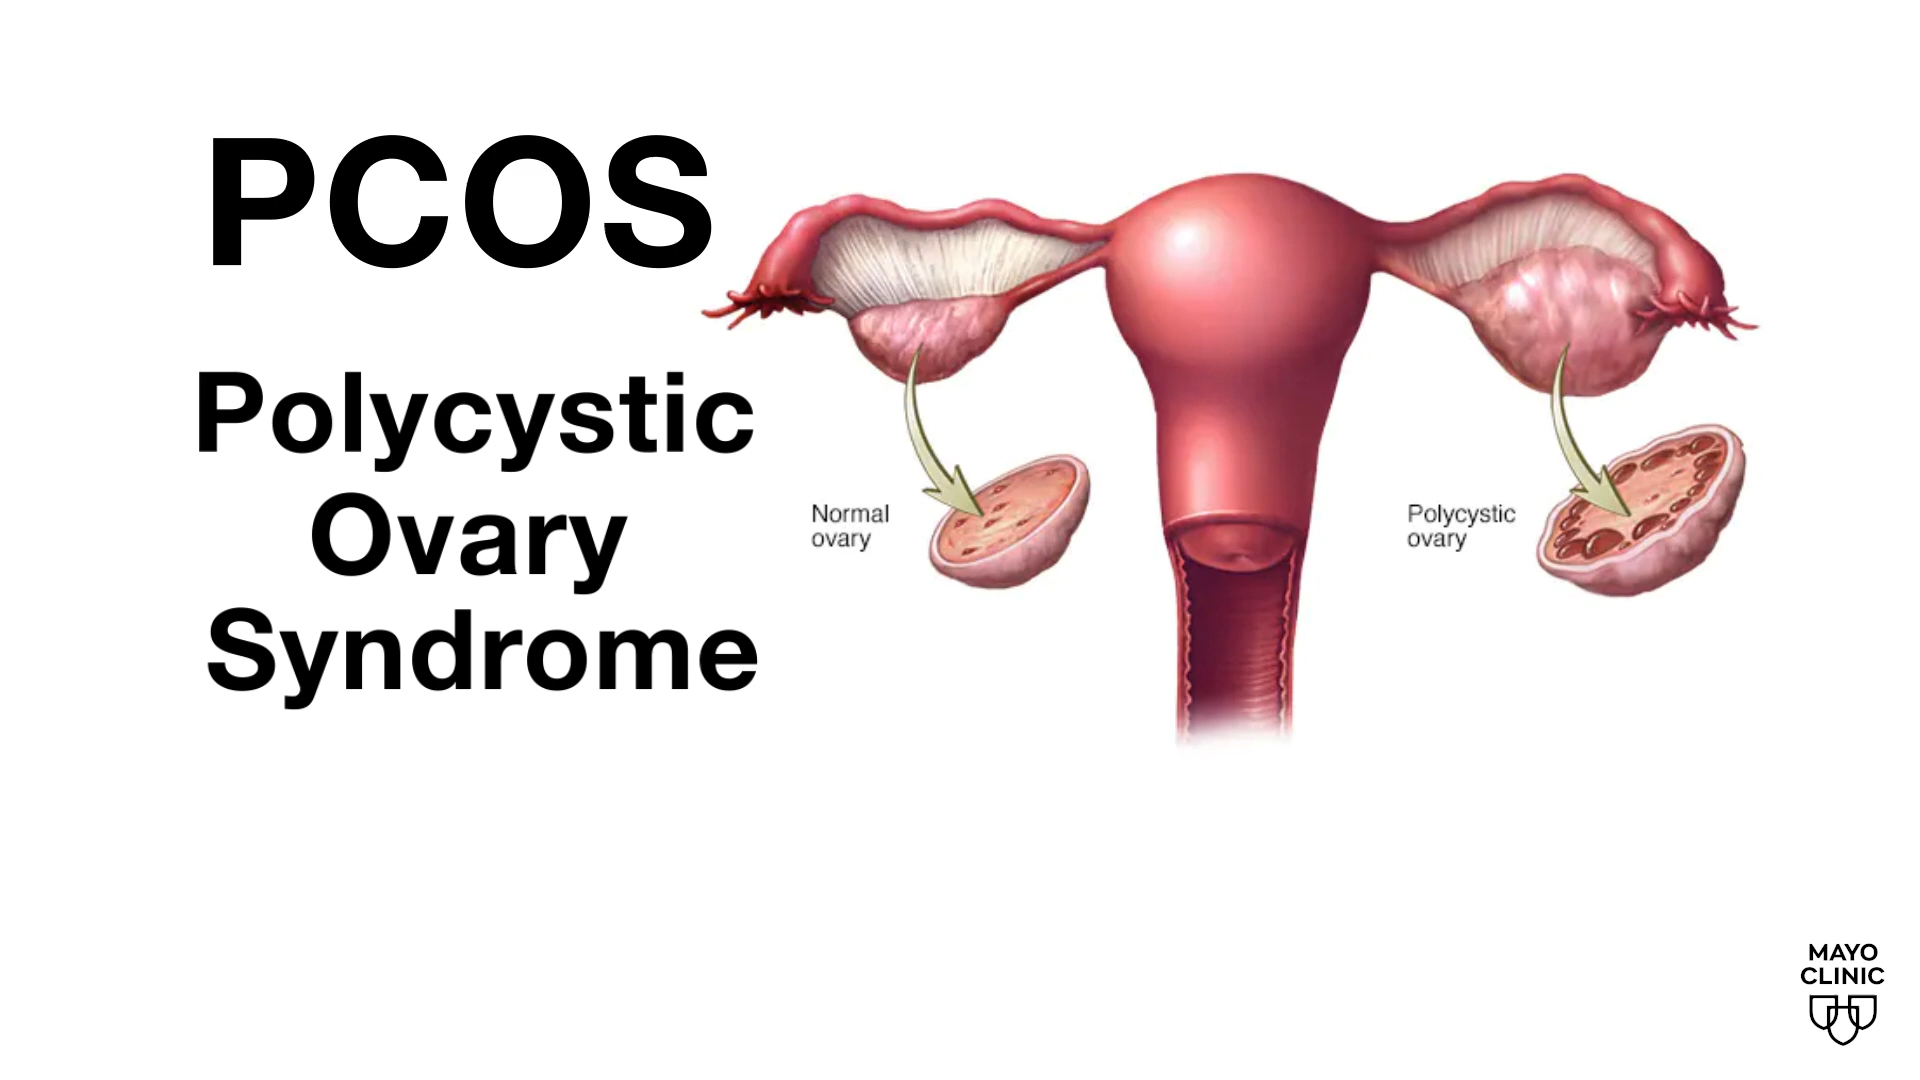 PCOS
Polycystic
Ovary
Syndrome
Normal
ovary
Polycystic
ovary
MAYO
CLINIC